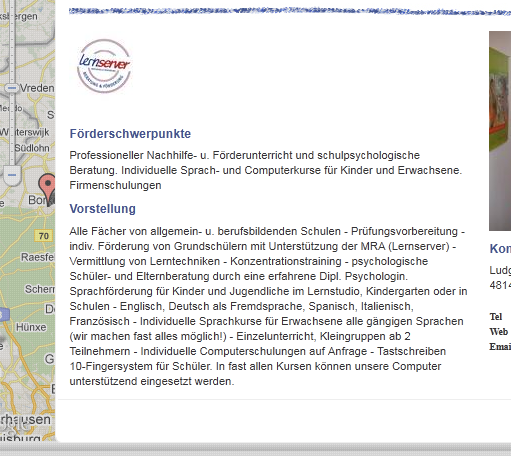 lernserver
BERATUNG & FÖRDERUNG
Förderschwerpunkte
Professioneller Nachhilfe- u. Förderunterricht und schulpsychologische
Beratung. Individuelle Sprach- und Computerkurse für Kinder und Erwachsene.
Firmenschulungen
Vorstellung
Alle Fächer von allgemein- u. berufsbildenden Schulen - Prüfungsvorbereitung -
indiv. Förderung von Grundschülern mit Unterstützung der MRA (Lernserver) -
Vermittlung von Lerntechniken - Konzentrationstraining - psychologische
Schüler- und Elternberatung durch eine erfahrene Dipl. Psychologin.
Sprachförderung für Kinder und Jugendliche im Lernstudio, Kindergarten oder in
Schulen - Englisch, Deutsch als Fremdsprache, Spanisch, Italienisch,
Französisch - Individuelle Sprachkurse für Erwachsene alle gängigen Sprachen
(wir machen fast alles möglich!) - Einzelunterricht, Kleingruppen ab 2
Teilnehmern - Individuelle Computerschulungen auf Anfrage - Tastschreiben
10-Fingersystem für Schüler. In fast allen Kursen können unsere Computer
unterstützend eingesetzt werden.
Kon
Ludg
4814
Tel
Web
Emai
Vreden
Südlohn
Bor
70
Raesfe
Scherm
Hünxe
rhausen
uisburg